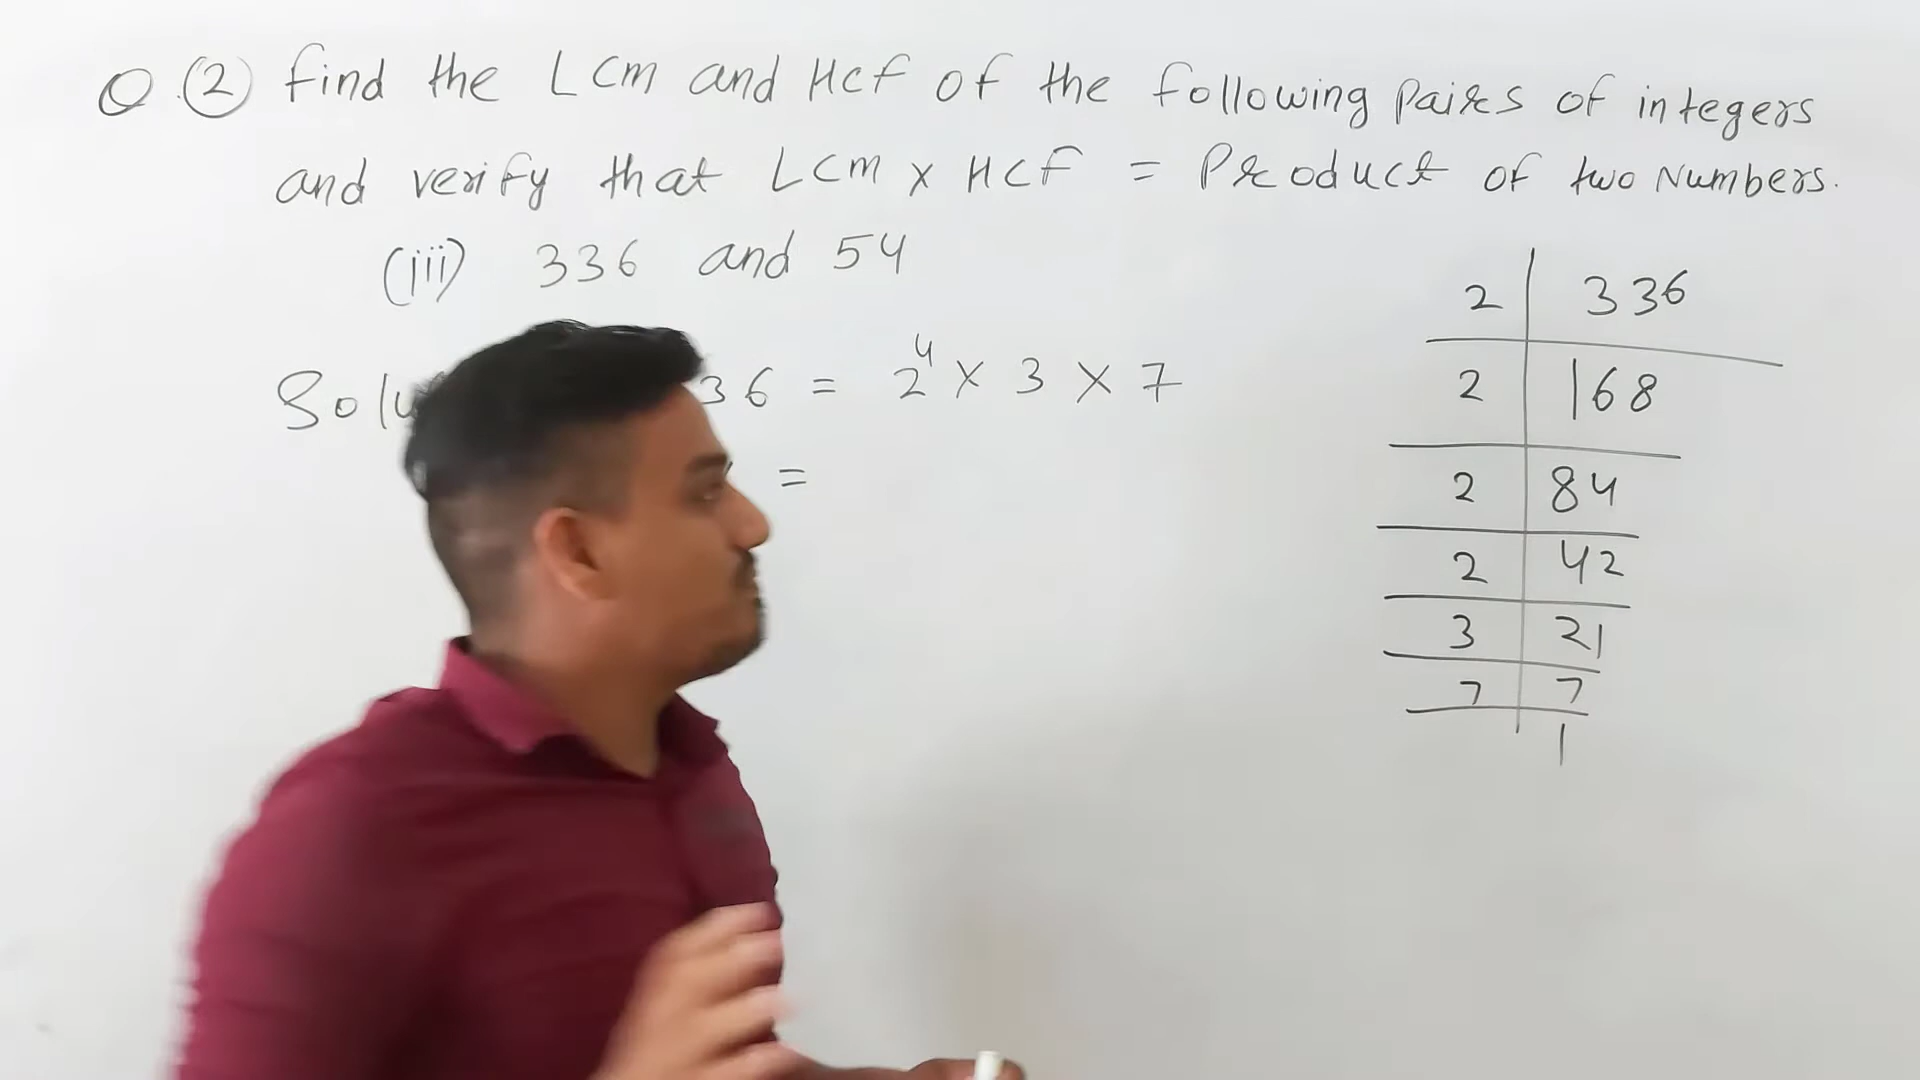 Q.(2) find the LCm and HCf of the following pairs of integers
and verify that LCm x HCF = Product of two Numbers.
(iii) 336 and 54
36 = 2⁴ x 3 x 7
=
2 | 336
2 | 168
2 | 84
2 | 42
3 | 21
7 | 7
1